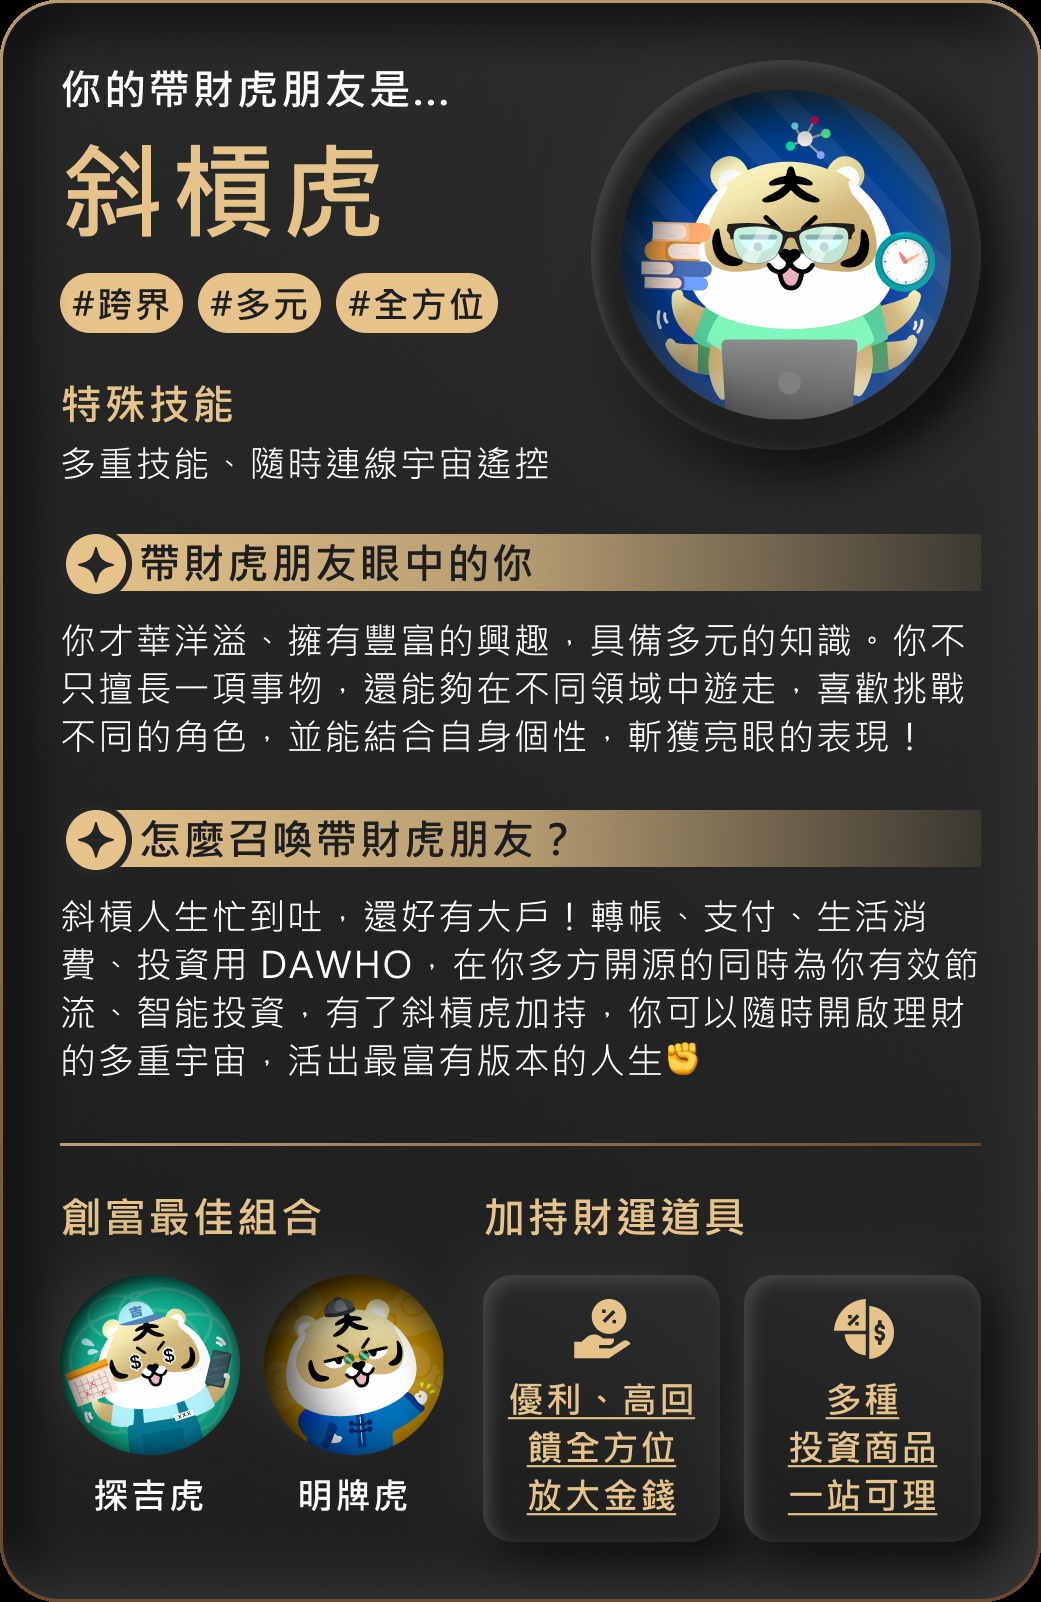 你的帶財虎朋友是...
斜槓虎
#跨界 #多元 #全方位
特殊技能
多重技能、隨時連線宇宙遙控
帶財虎朋友眼中的你
你才華洋溢、擁有豐富的興趣，具備多元的知識。你不
只擅長一項事物，還能夠在不同領域中遊走，喜歡挑戰
不同的角色，並能結合自身個性，斬獲亮眼的表現！
怎麼召喚帶財虎朋友？
斜槓人生忙到吐，還好有大戶！轉帳、支付、生活消
費、投資用 DAWHO，在你多方開源的同時為你有效節
流、智能投資，有了斜槓虎加持，你可以隨時開啟理財
的多重宇宙，活出最富有版本的人生✊
創富最佳組合
吉
$ $
XXX
探吉虎
明牌虎
加持財運道具
%
優利、高回
饋全方位
放大金錢
% $
多種
投資商品
一站可理